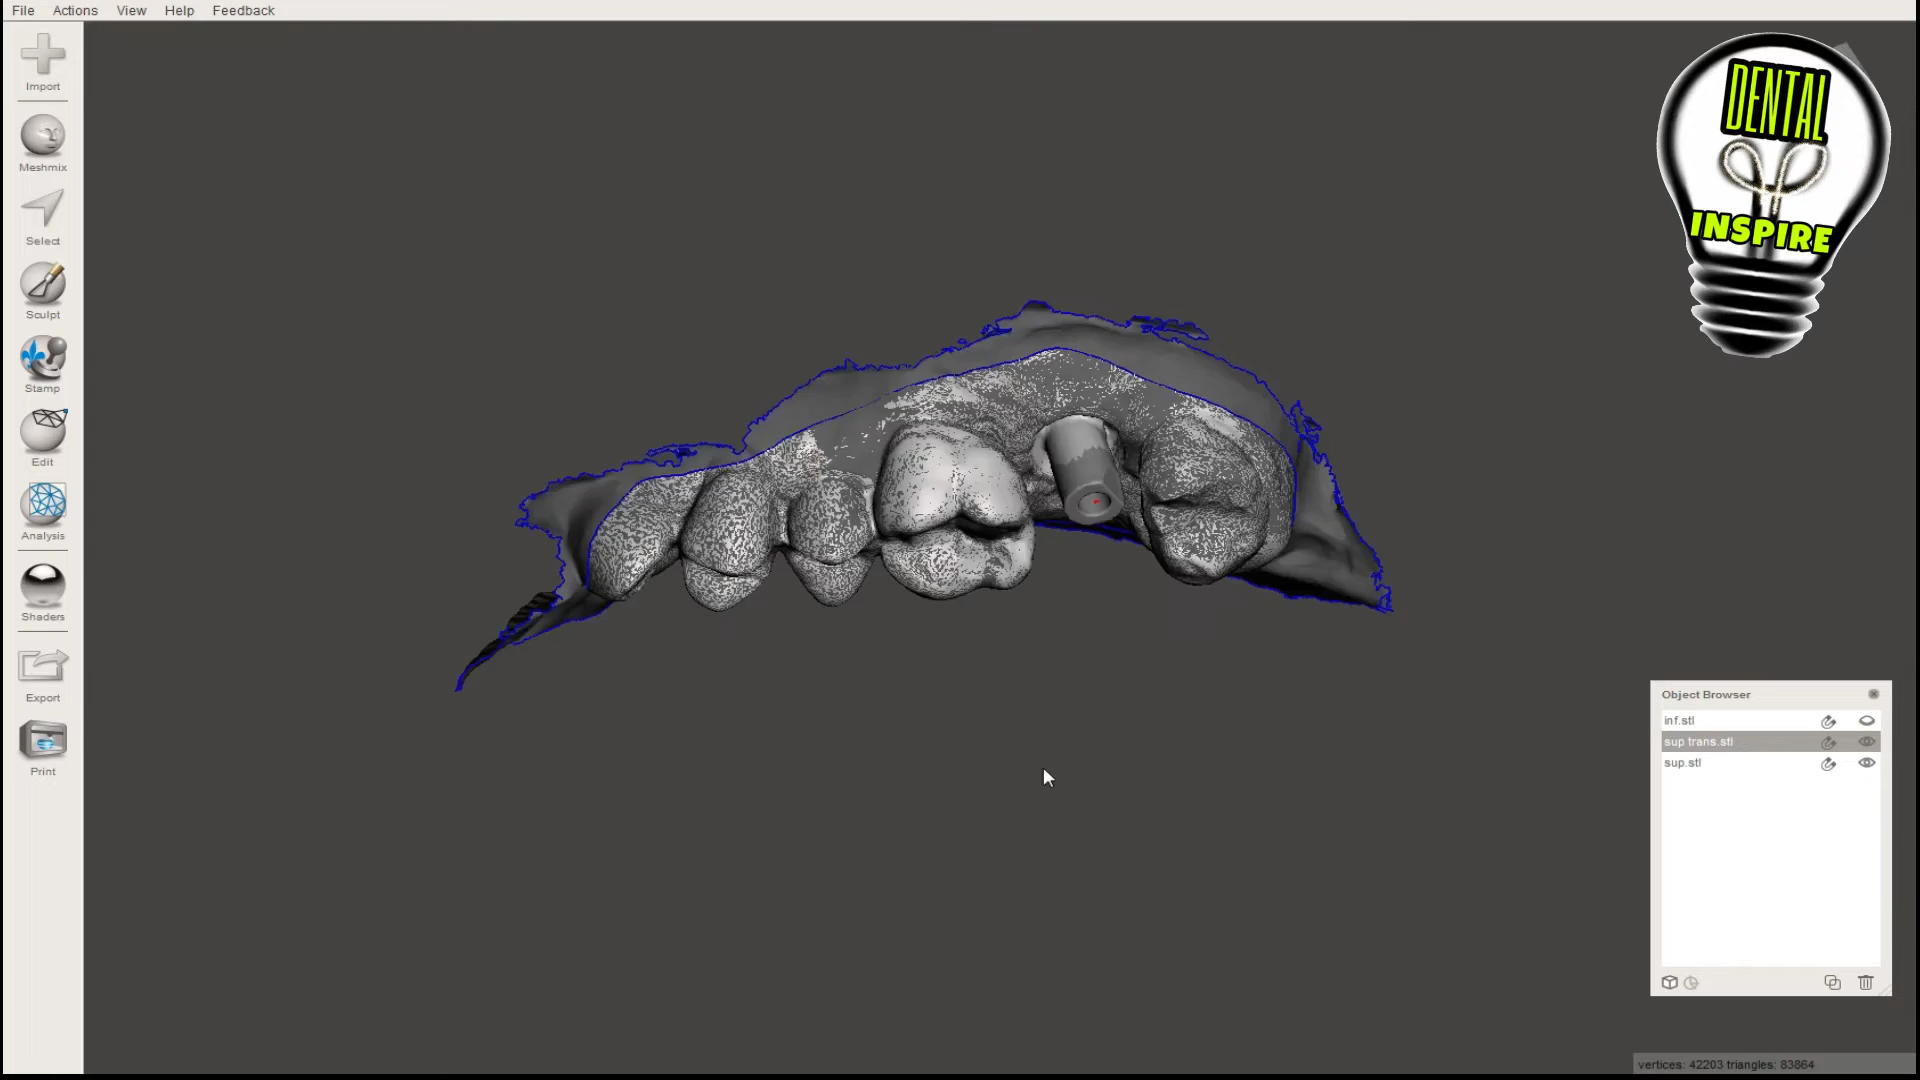 File Actions View Help Feedback
Import
Meshmix
Select
Sculpt
Stamp
Edit
Analysis
Shaders
Export
Print
DENTAL
INSPIRE
Object Browser
inf.stl
sup trans.stl
sup.stl
vertices: 42203 triangles: 83864